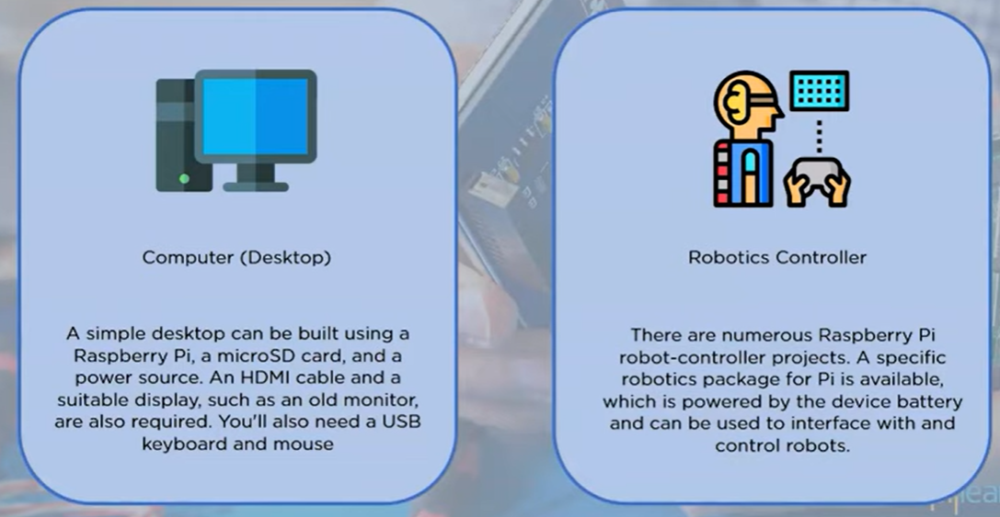 Computer (Desktop)
A simple desktop can be built using a
Raspberry Pi, a microSD card, and a
power source. An HDMI cable and a
suitable display, such as an old monitor,
are also required. You'll also need a USB
keyboard and mouse
Robotics Controller
There are numerous Raspberry Pi
robot-controller projects. A specific
robotics package for Pi is available,
which is powered by the device battery
and can be used to interface with and
control robots.